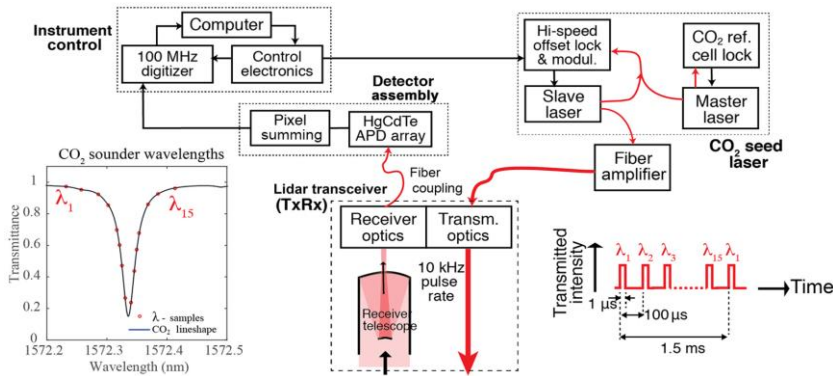 Instrument control
Computer
100 MHz digitizer
Control electronics
Detector assembly
Pixel summing
HgCdTe APD array
Hi-speed offset lock & modul.
CO₂ ref. cell lock
Slave laser
Master laser
CO₂ seed laser
Fiber amplifier
Fiber coupling
Lidar transceiver (TxRx)
Receiver optics
Transm. optics
10 kHz pulse rate
Receiver telescope
CO₂ sounder wavelengths
λ₁
λ₁₅
1
0.8
0.6
0.4
0.2
0
Transmittance
λ - samples
CO₂ lineshape
1572.2
1572.3
1572.4
1572.5
Wavelength (nm)
Transmitted intensity
λ₁ λ₂ λ₃ λ₁₅ λ₁
Time
1 μs
100 μs
1.5 ms